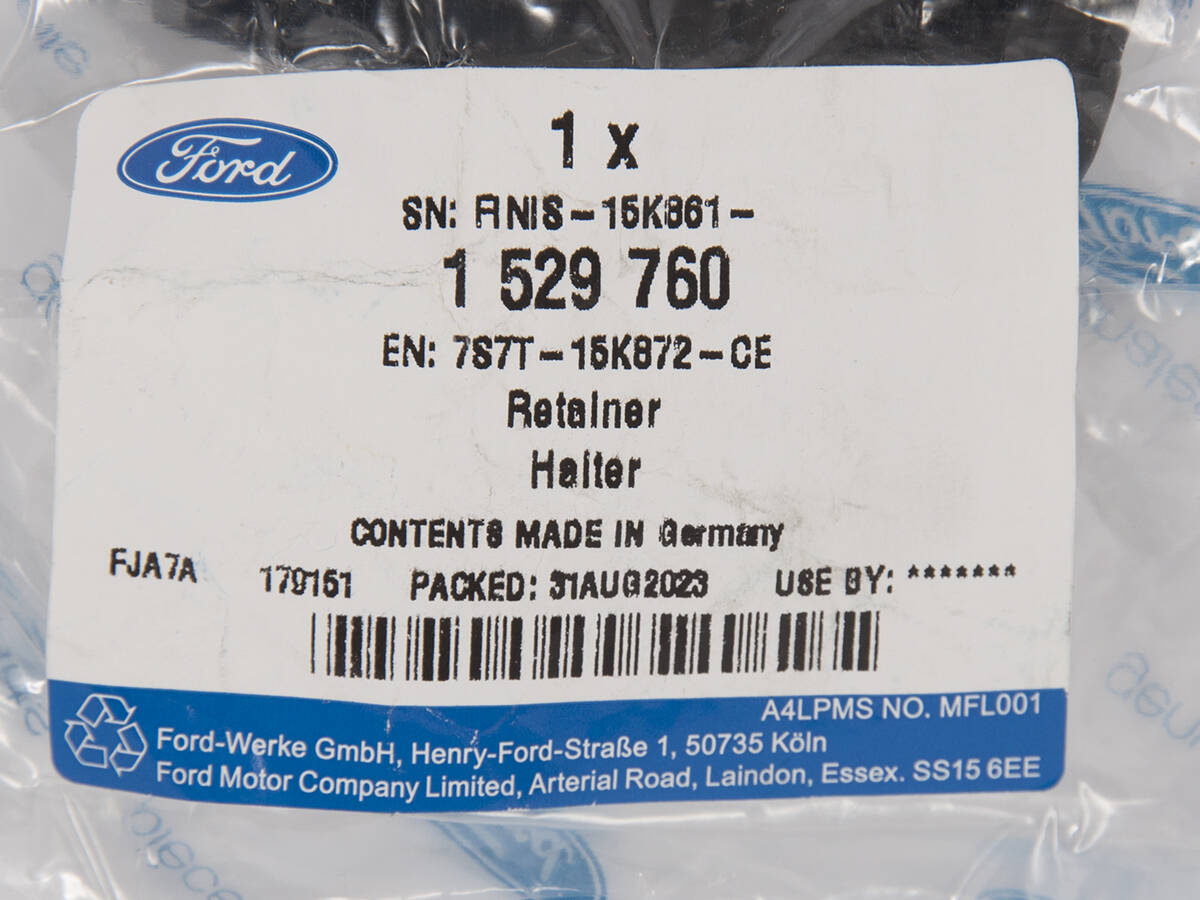 Ford
1 x
SN: FINIS-15K861-
1 529 760
EN: 7S7T-15K872-CE
Retainer
Halter
CONTENTS MADE IN Germany
FJA7A 179151 PACKED: 31AUG2023 USE BY: *******
A4LPMS NO. MFL001
Ford-Werke GmbH, Henry-Ford-Straße 1, 50735 Köln
Ford Motor Company Limited, Arterial Road, Laindon, Essex. SS15 6EE